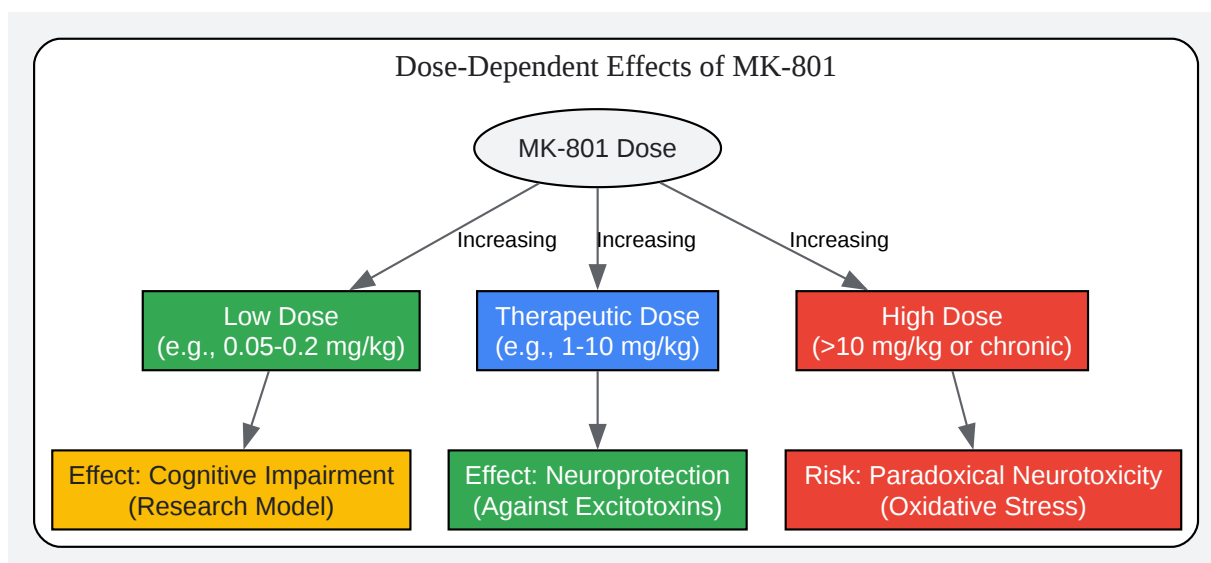 Dose-Dependent Effects of MK-801
MK-801 Dose
Increasing
Increasing
Increasing
Low Dose
(e.g., 0.05-0.2 mg/kg)
Therapeutic Dose
(e.g., 1-10 mg/kg)
High Dose
(>10 mg/kg or chronic)
Effect: Cognitive Impairment
(Research Model)
Effect: Neuroprotection
(Against Excitotoxins)
Risk: Paradoxical Neurotoxicity
(Oxidative Stress)